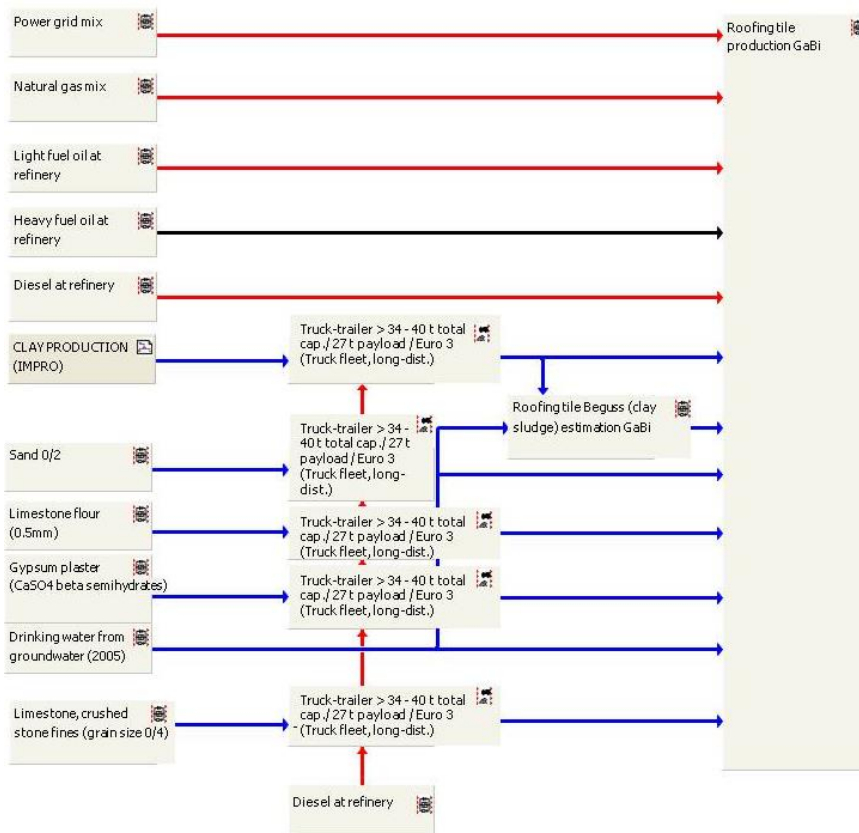 Power grid mix
Roofing tile
production GaBi
Natural gas mix
Light fuel oil at
refinery
Heavy fuel oil at
refinery
Diesel at refinery
CLAY PRODUCTION
(IMPRO)
Truck-trailer > 34 - 40 t total
cap./ 27 t payload / Euro 3
(Truck fleet, long-dist.)
Roofing tile Beguss (clay
sludge) estimation GaBi
Sand 0/2
Truck-trailer > 34 -
40 t total cap./ 27 t
payload / Euro 3
(Truck fleet, long-
dist.)
Limestone flour
(0.5mm)
Truck-trailer > 34 - 40 t total
cap./ 27 t payload / Euro 3
(Truck fleet, long-dist.)
Gypsum plaster
(CaSO4 beta semihydrates)
Truck-trailer > 34 - 40 t total
cap./ 27 t payload / Euro 3
(Truck fleet, long-dist.)
Drinking water from
groundwater (2005)
Limestone, crushed
stone fines (grain size 0/4)
Truck-trailer > 34 - 40 t total
cap./ 27 t payload / Euro 3
(Truck fleet, long-dist.)
Diesel at refinery